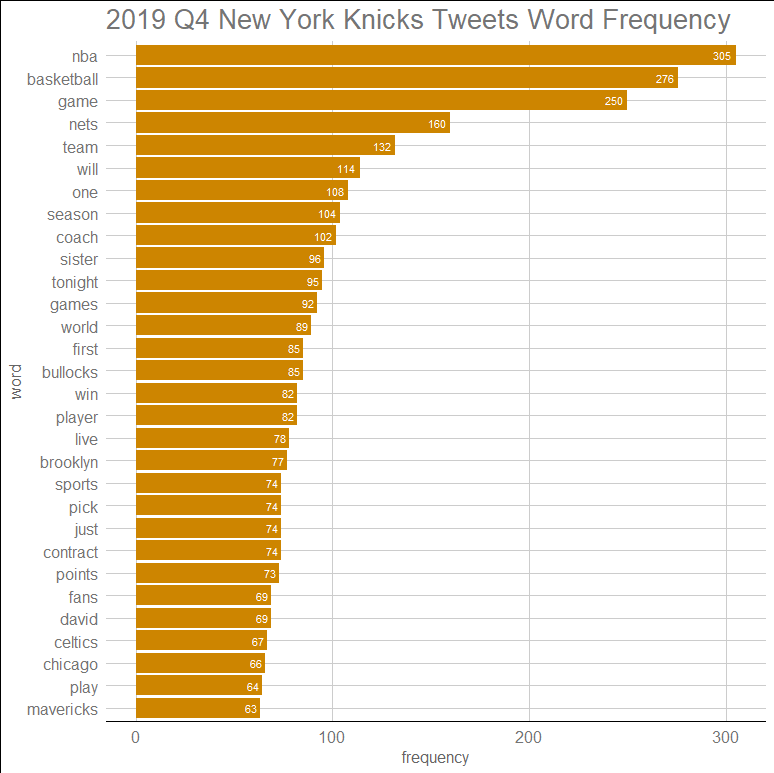 2019 Q4 New York Knicks Tweets Word Frequency
nba 305
basketball 276
game 250
nets 160
team 132
will 114
one 108
season 104
coach 102
sister 96
tonight 95
games 92
world 89
first 85
bullocks 85
win 82
player 82
live 78
brooklyn 77
sports 74
pick 74
just 74
contract 74
points 73
fans 69
david 69
celtics 67
chicago 66
play 64
mavericks 63
word
0 100 200 300
frequency